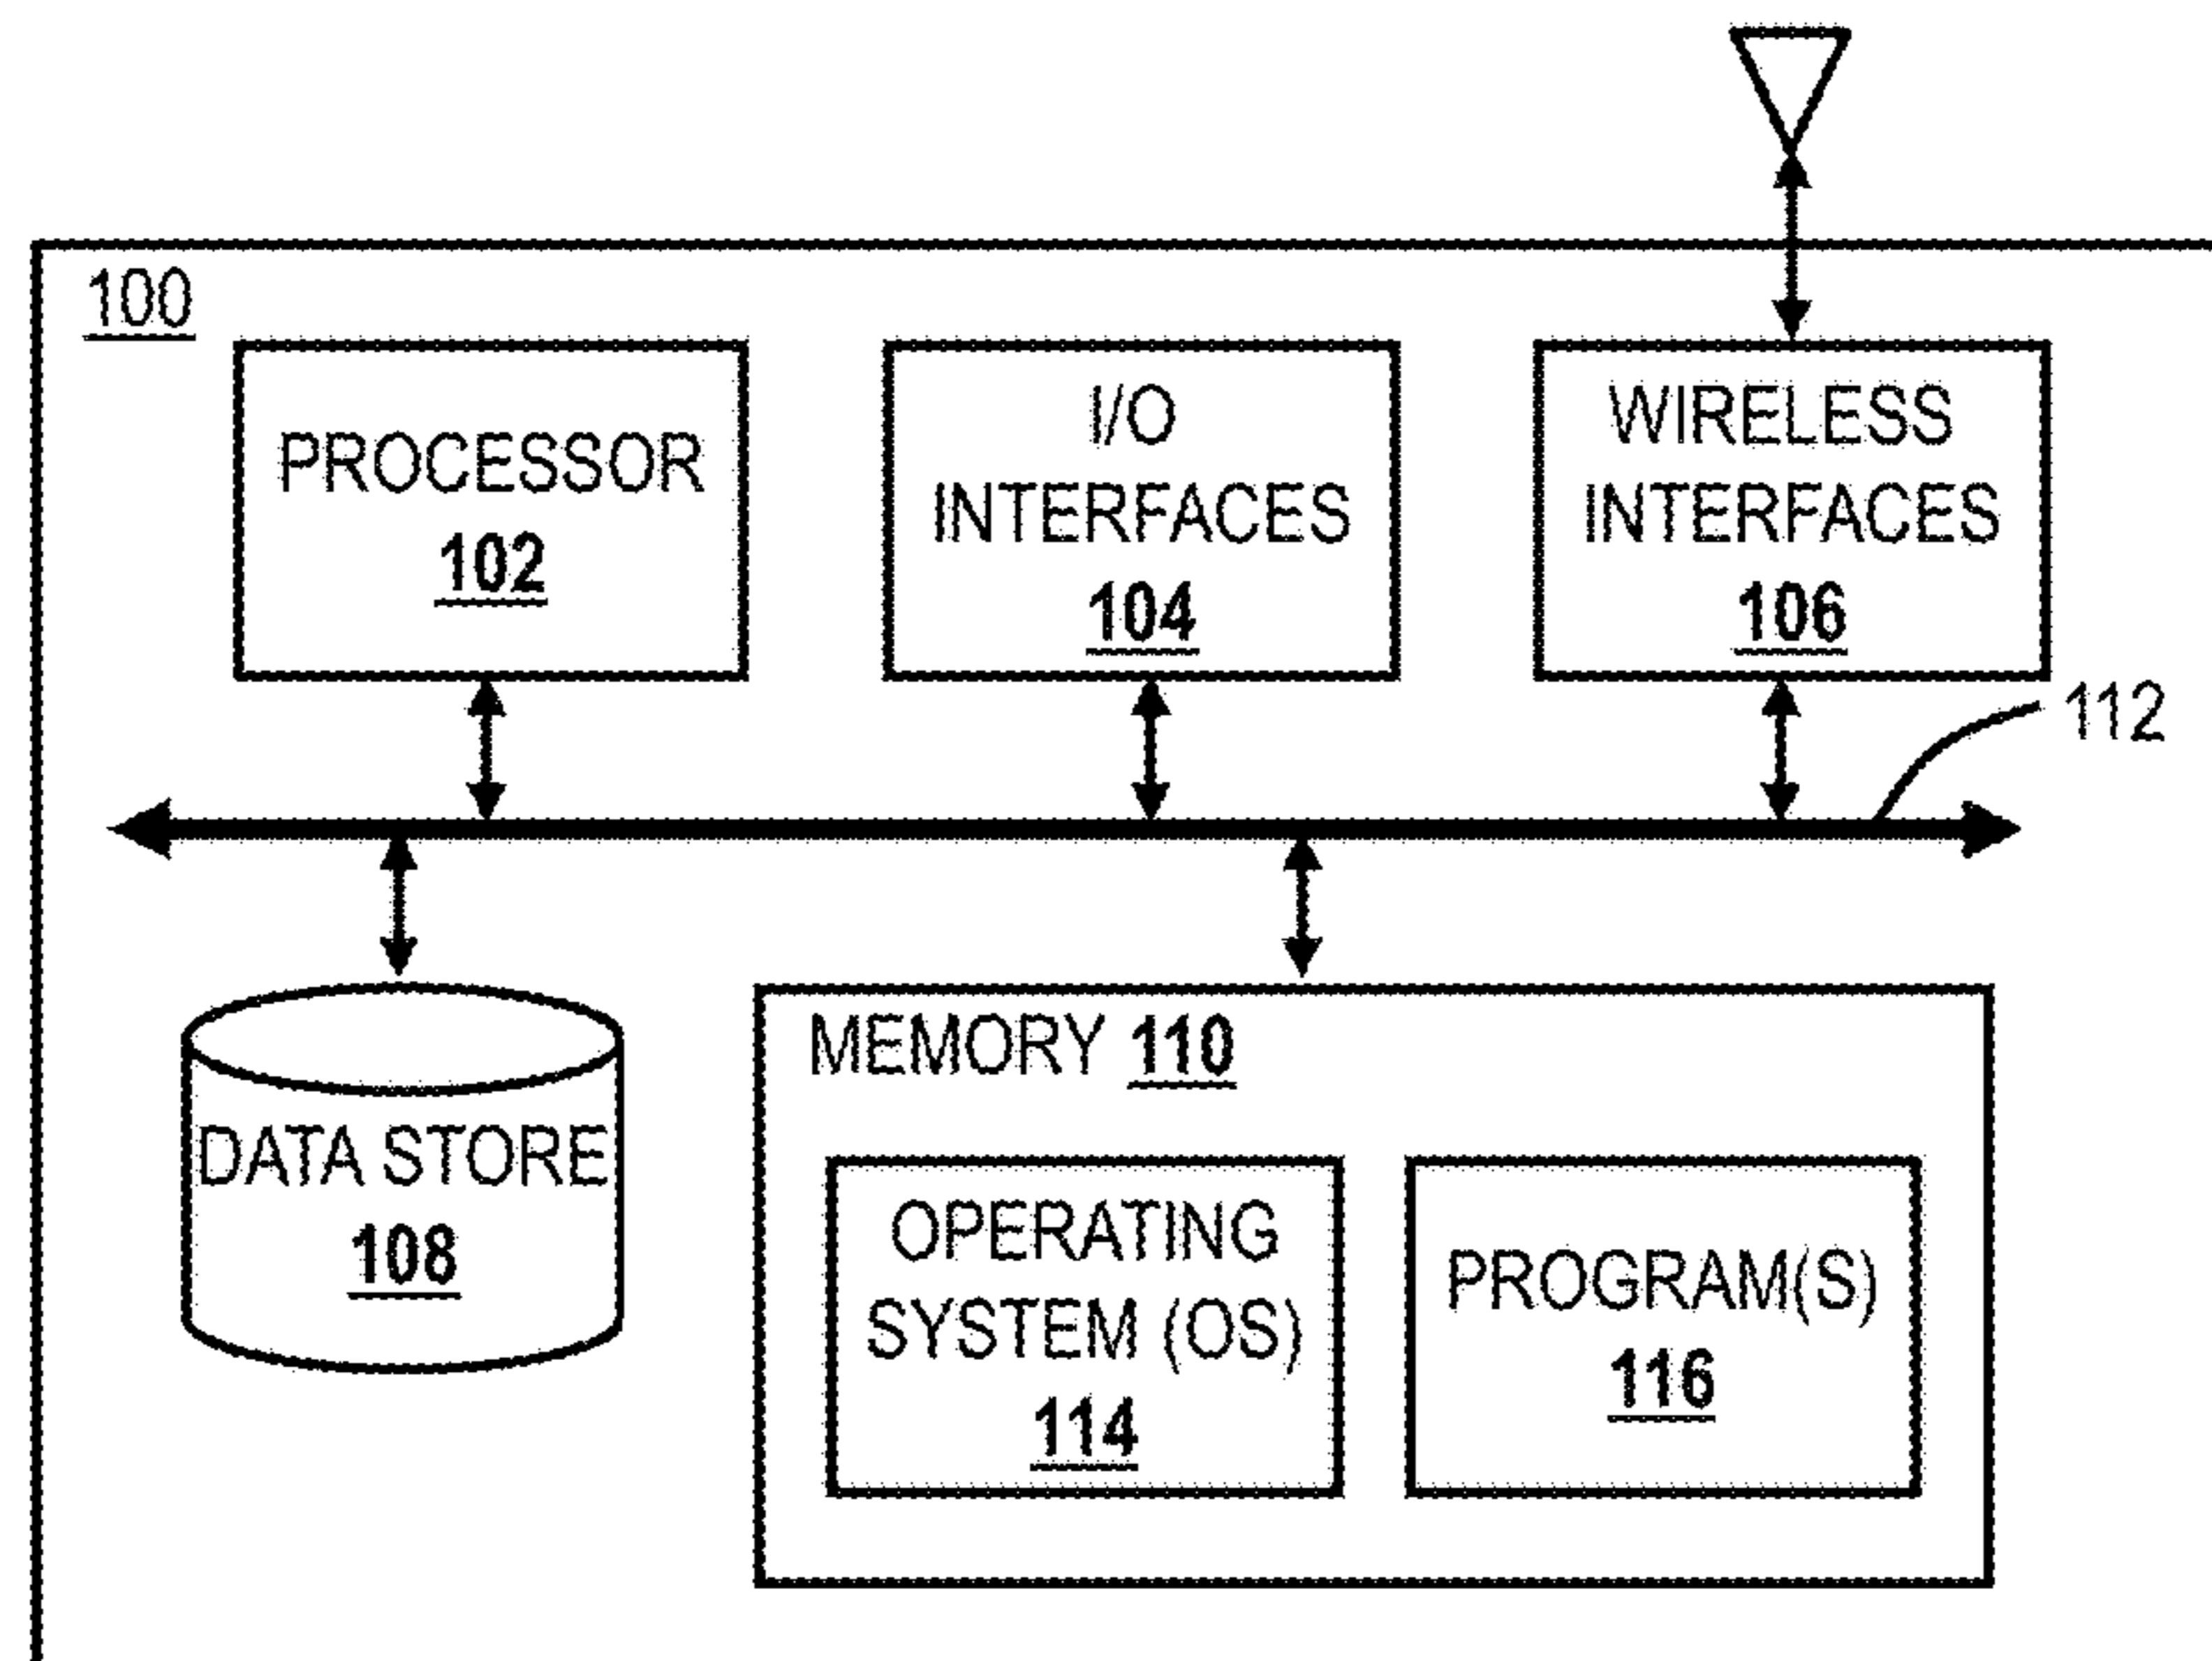 100
PROCESSOR
102
I/O
INTERFACES
104
WIRELESS
INTERFACES
106
112
DATA STORE
108
MEMORY 110
OPERATING
SYSTEM (OS)
114
PROGRAM(S)
116